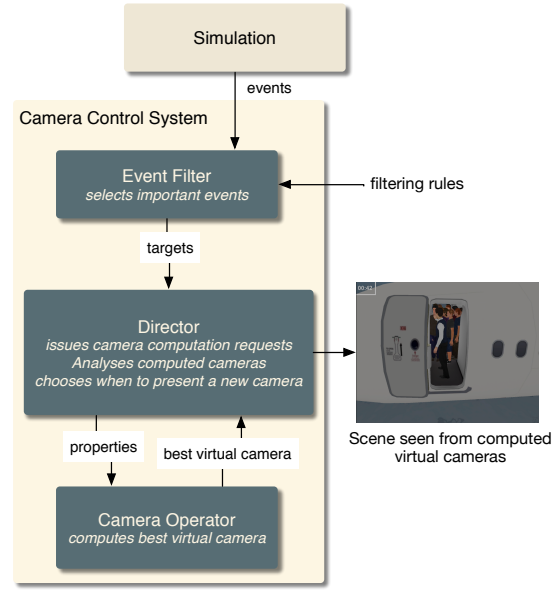 Simulation
events
Camera Control System
Event Filter
selects important events
filtering rules
targets
Director
issues camera computation requests
Analyses computed cameras
chooses when to present a new camera
00:42
Scene seen from computed
virtual cameras
properties
best virtual camera
Camera Operator
computes best virtual camera